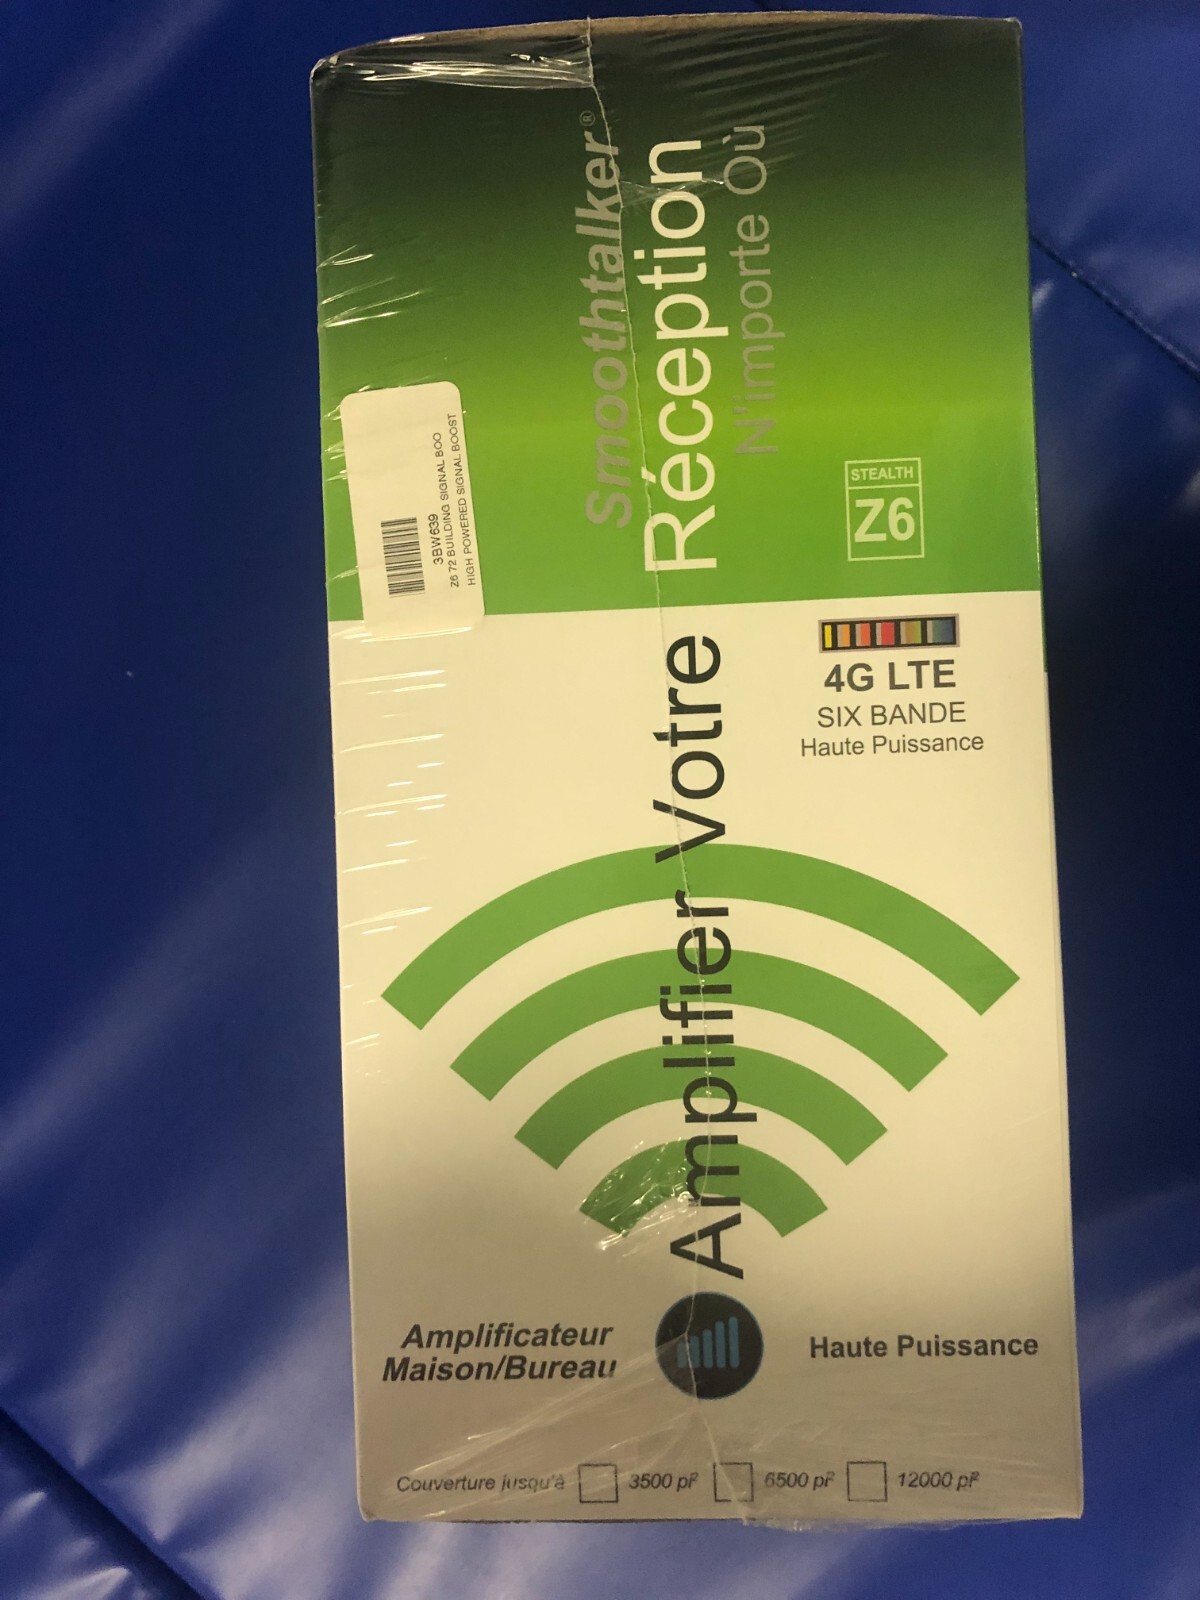 Smoothtalker®
Amplifier Votre Réception
N'importe Où
3BW639
Z6 72 BUILDING SIGNAL BOO
HIGH POWERED SIGNAL BOOST
STEALTH
Z6
4G LTE
SIX BANDE
Haute Puissance
Amplificateur
Maison/Bureau
Haute Puissance
Couverture jusqu'à 3500 pi² 6500 pi² 12000 pi²